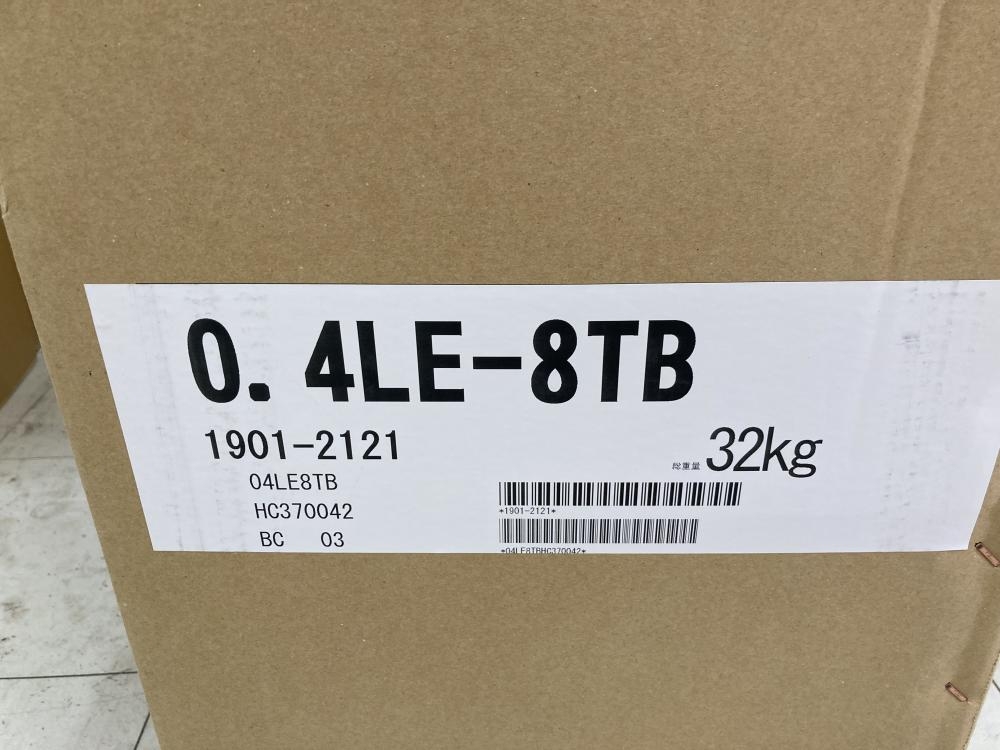 0.4LE-8TB
1901-2121
総重量 32kg
04LE8TB
*1901-2121*
HC370042
BC 03
*04LE8TBHC370042*